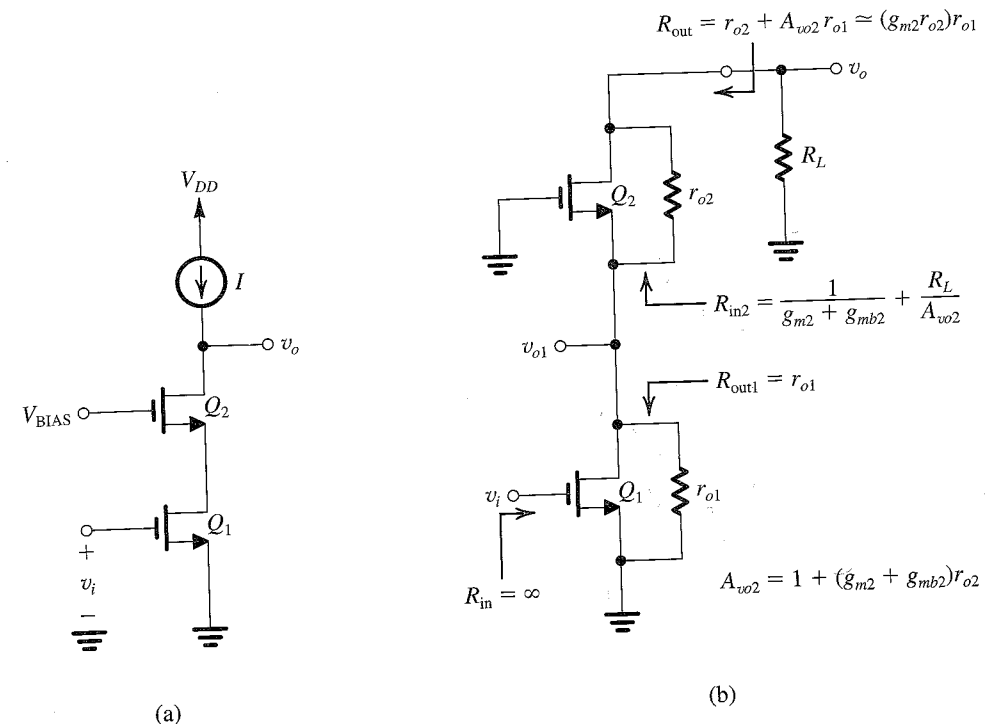 R_out = r_o2 + A_vo2 r_o1 ≃ (g_m2 r_o2) r_o1
v_o
R_L
Q_2
r_o2
R_in2 = 1/(g_m2 + g_mb2) + R_L/A_vo2
v_o1
R_out1 = r_o1
v_i
Q_1
r_o1
R_in = ∞
A_vo2 = 1 + (g_m2 + g_mb2) r_o2
(b)
V_DD
I
v_o
V_BIAS
Q_2
Q_1
+
v_i
−
(a)